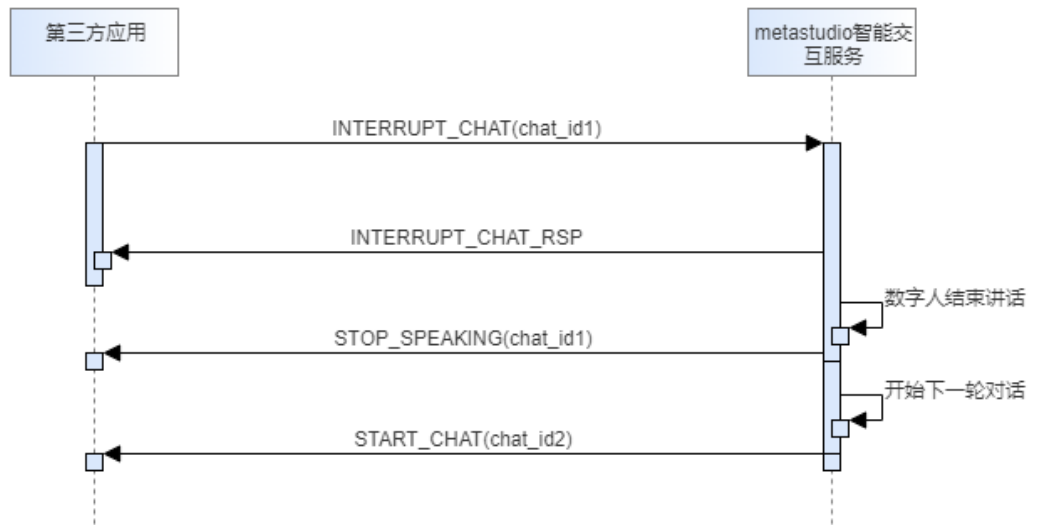 第三方应用
metastudio智能交
互服务
INTERRUPT_CHAT(chat_id1)
INTERRUPT_CHAT_RSP
数字人结束讲话
STOP_SPEAKING(chat_id1)
开始下一轮对话
START_CHAT(chat_id2)